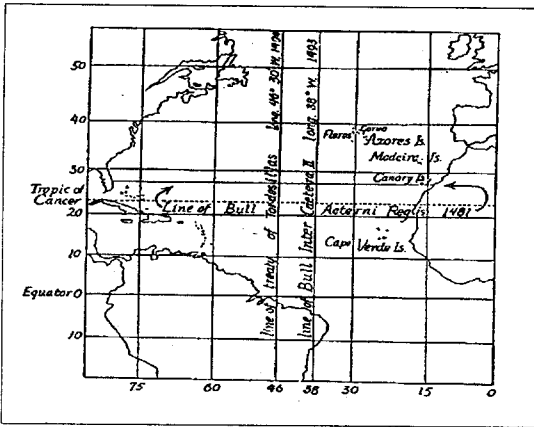 50
40
30
Tropic of
Cancer
20
10
Equator 0
10
75
60
46
38
30
15
0
line of treaty of Tordesillas long. 46° 30' W. 1494
line of Bull Inter Caetera II long. 38° W. 1493
Line of Bull Aeterni Regis 1481
Flores
Corvo
Azores Is.
Madeira Is.
Canary Is.
Cape Verde Is.